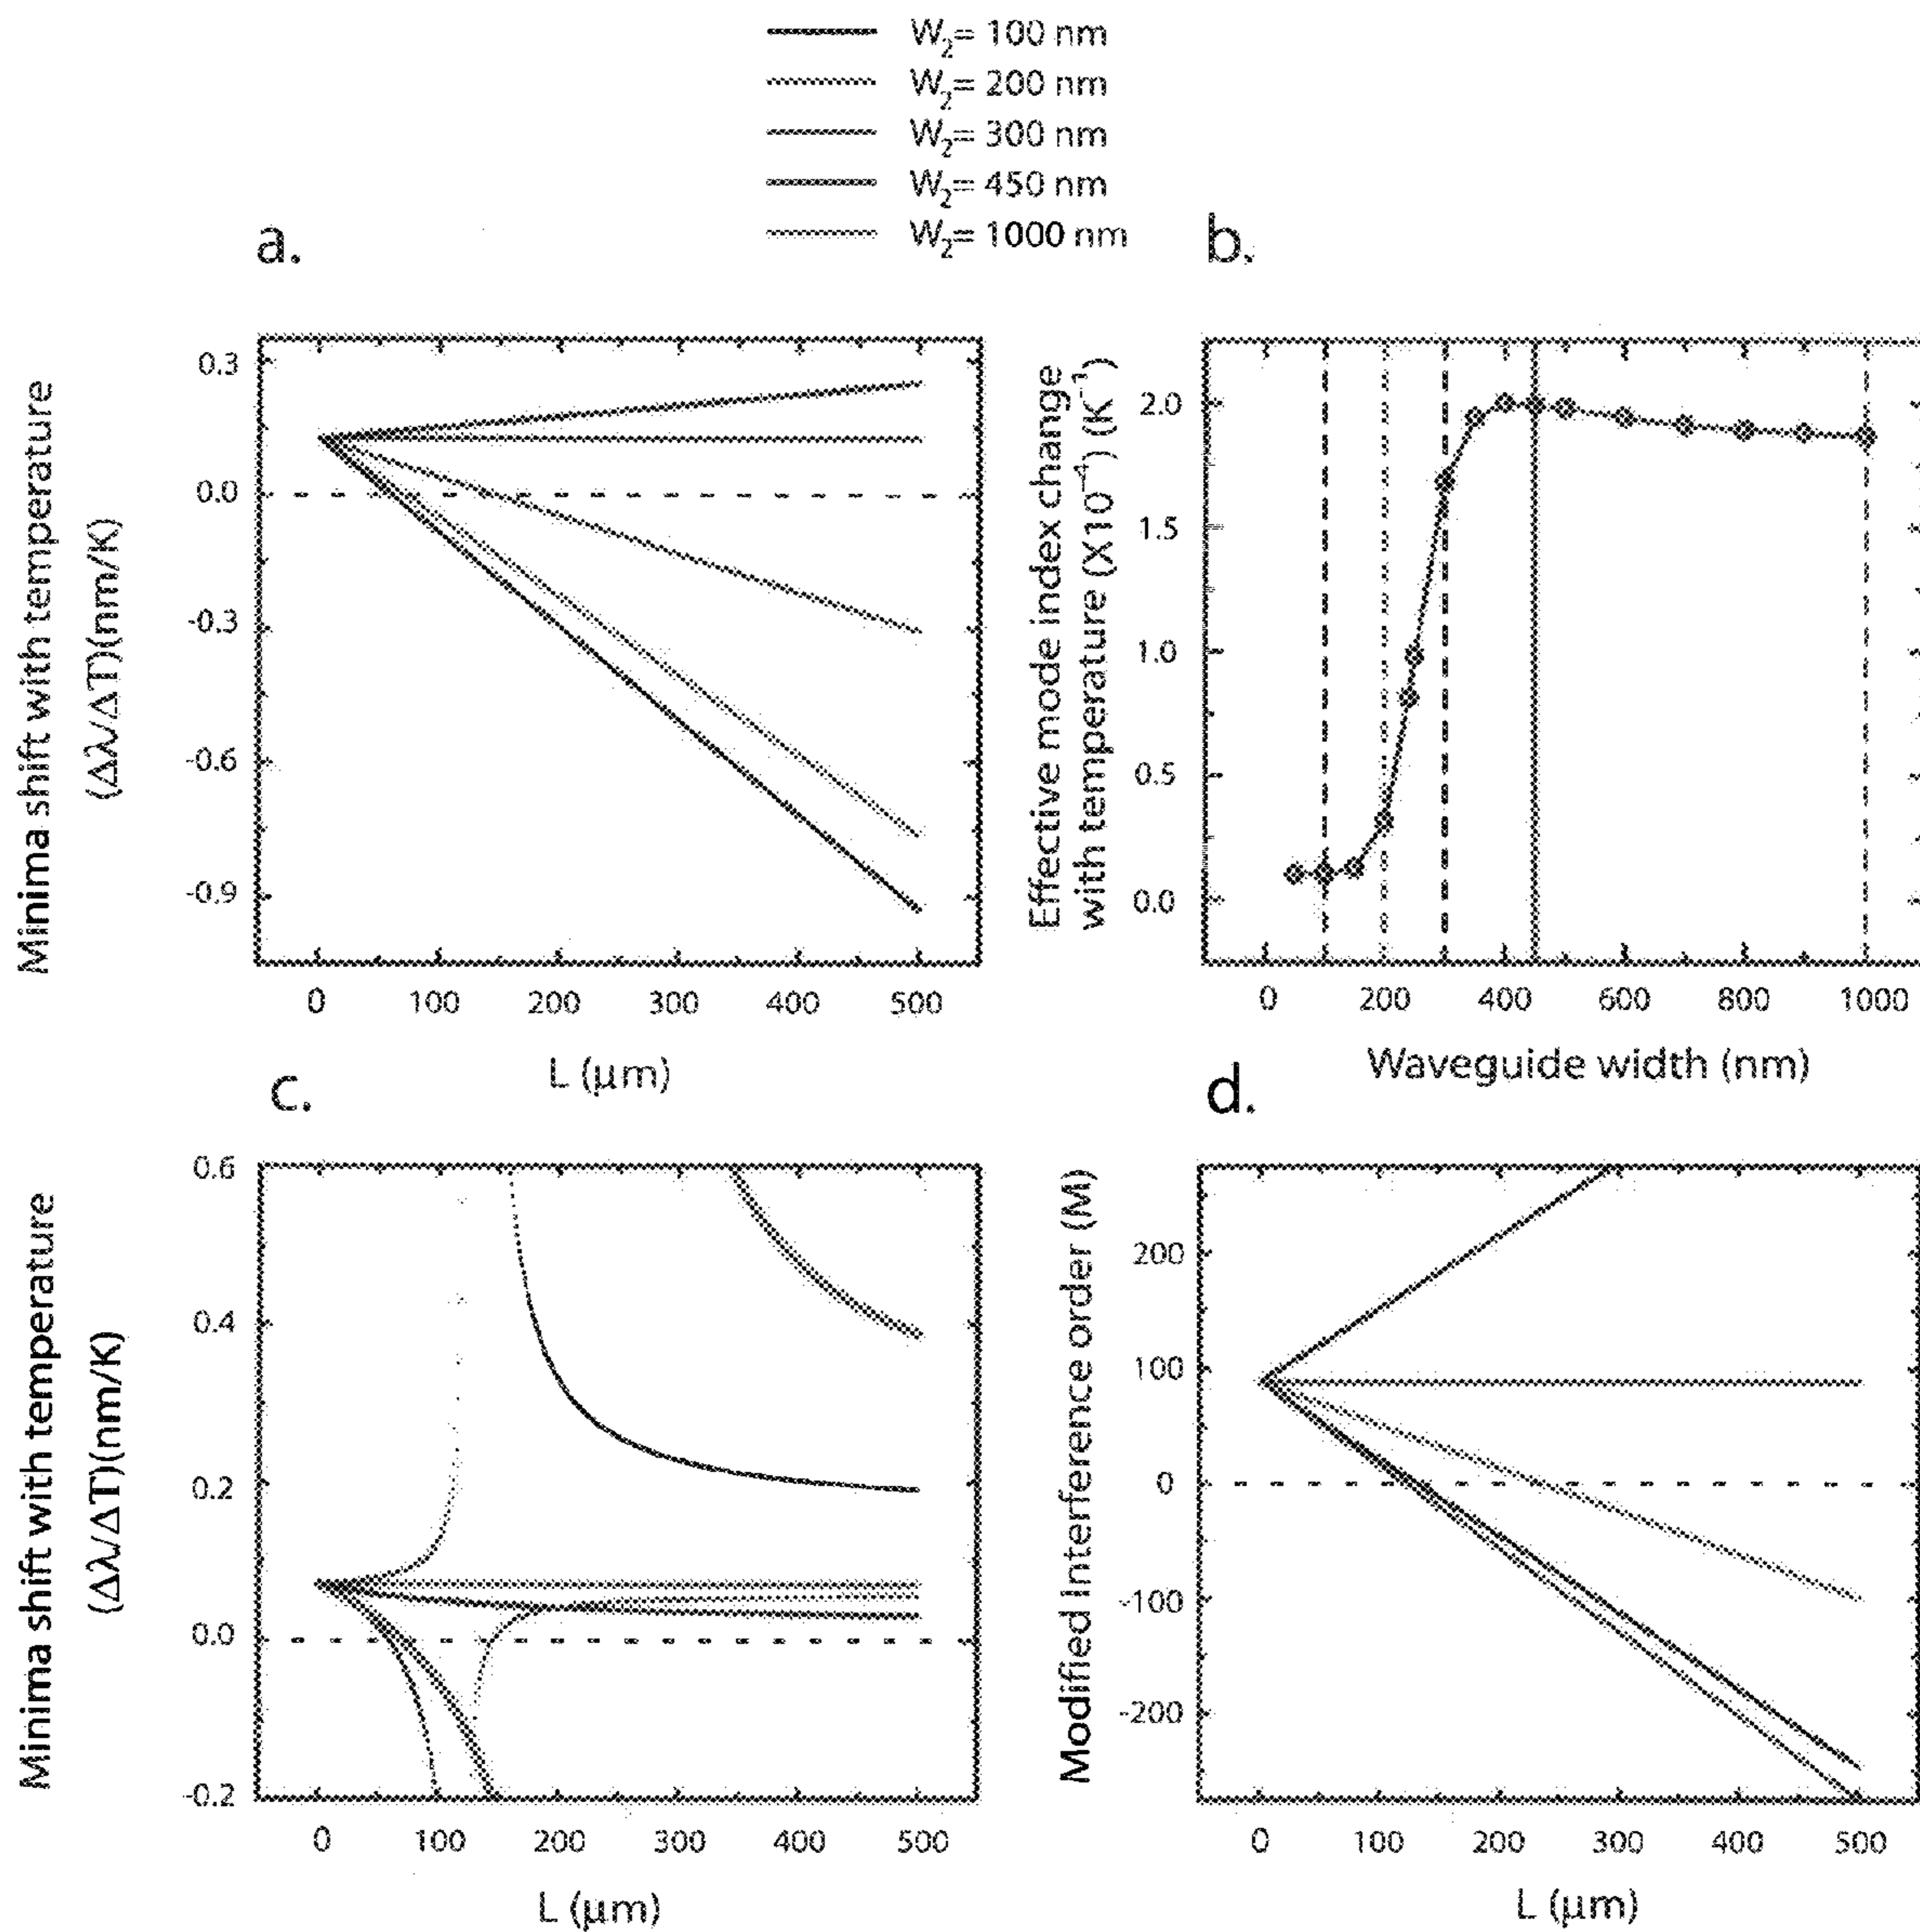 W₂= 100 nm
W₂= 200 nm
W₂= 300 nm
W₂= 450 nm
W₂= 1000 nm
a.
Minima shift with temperature
(Δλ/ΔT)(nm/K)
0.3
0.0
-0.3
-0.6
-0.9
0 100 200 300 400 500
L (μm)
b.
Effective mode index change
with temperature (X10⁻⁴) (K⁻¹)
2.0
1.5
1.0
0.5
0.0
0 200 400 600 800 1000
Waveguide width (nm)
c.
Minima shift with temperature
(Δλ/ΔT)(nm/K)
0.6
0.4
0.2
0.0
-0.2
0 100 200 300 400 500
L (μm)
d.
Modified Interference order (M)
200
100
0
-100
-200
0 100 200 300 400 500
L (μm)